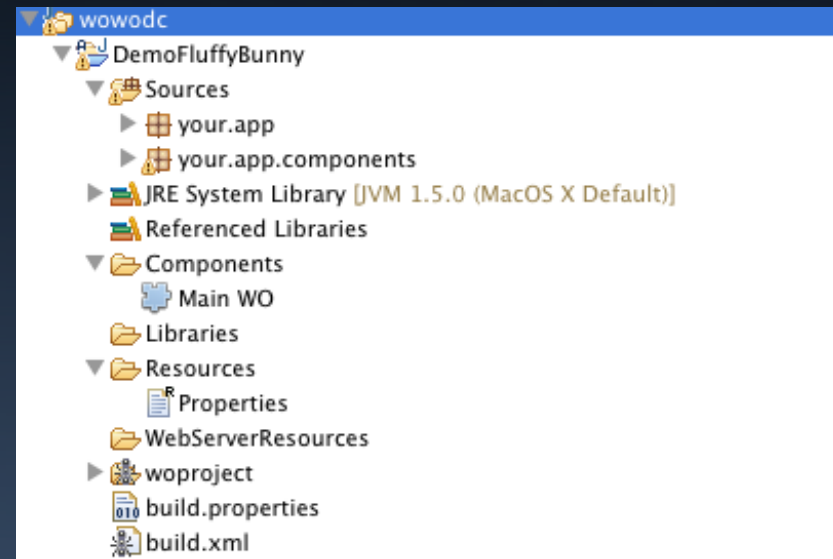 wowodc
DemoFluffyBunny
Sources
your.app
your.app.components
JRE System Library [JVM 1.5.0 (MacOS X Default)]
Referenced Libraries
Components
Main WO
Libraries
Resources
Properties
WebServerResources
woproject
build.properties
build.xml